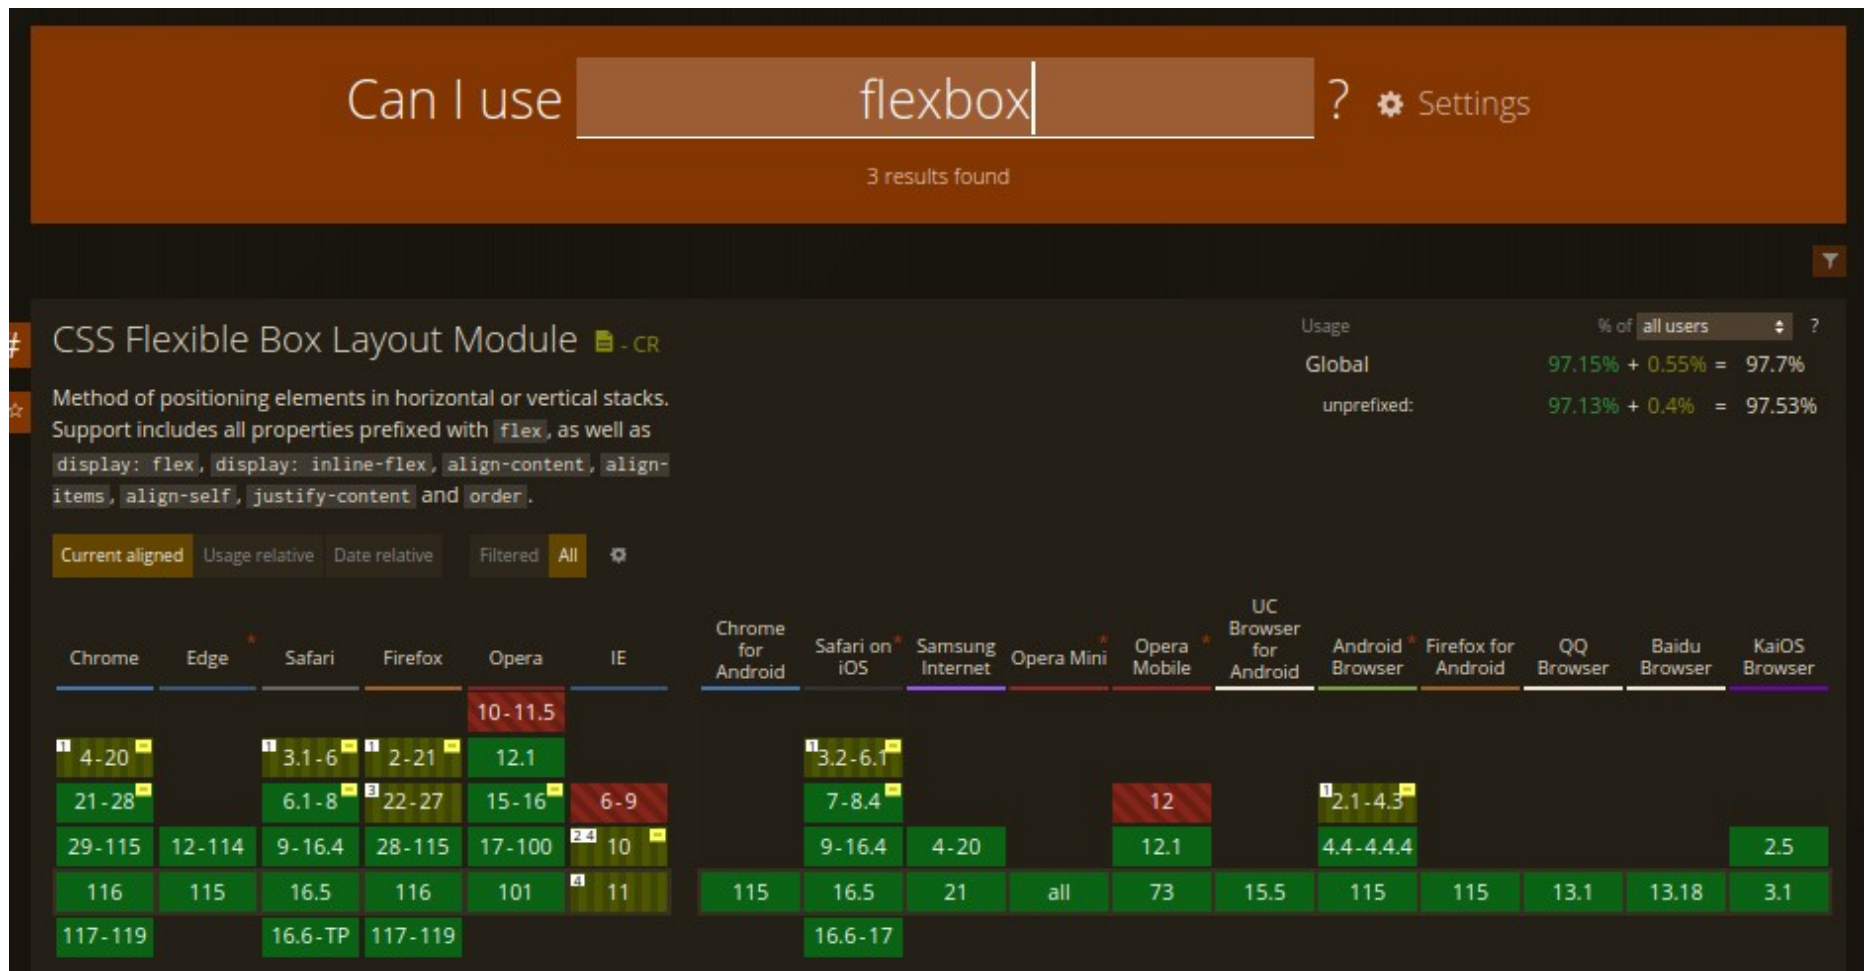 Can I use flexbox ? Settings
3 results found
#
CSS Flexible Box Layout Module - CR
Usage % of all users ?
Global 97.15% + 0.55% = 97.7%
unprefixed: 97.13% + 0.4% = 97.53%
Method of positioning elements in horizontal or vertical stacks.
Support includes all properties prefixed with flex, as well as
display: flex, display: inline-flex, align-content, align-
items, align-self, justify-content and order.
Current aligned Usage relative Date relative Filtered All
Chrome Edge * Safari Firefox Opera IE Chrome for Android Safari on iOS * Samsung Internet Opera Mini * Opera Mobile * UC Browser for Android Android Browser * Firefox for Android QQ Browser Baidu Browser KaiOS Browser
10-11.5
1 4-20 1 3.1-6 1 2-21 12.1 1 3.2-6.1
21-28 6.1-8 3 22-27 15-16 6-9 7-8.4 12 1 2.1-4.3
29-115 12-114 9-16.4 28-115 17-100 2 4 10 9-16.4 4-20 12.1 4.4-4.4.4 2.5
116 115 16.5 116 101 4 11 115 16.5 21 all 73 15.5 115 115 13.1 13.18 3.1
117-119 16.6-TP 117-119 16.6-17